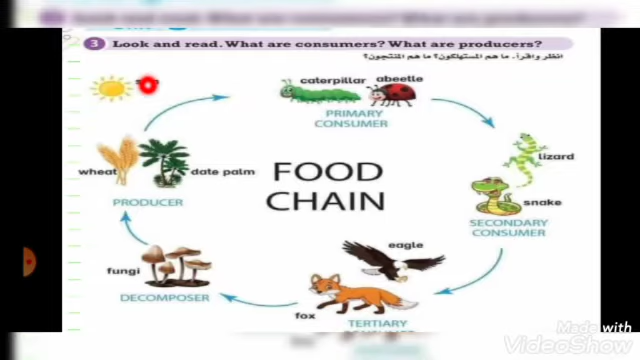 3 Look and read. What are consumers? What are producers?
انظر واقرأ. ما هم المستهلكون؟ ما هم المنتجون؟
caterpillar abeetle
PRIMARY
CONSUMER
lizard
snake
SECONDARY
CONSUMER
wheat date palm
PRODUCER
FOOD
CHAIN
eagle
fox
TERTIARY
fungi
DECOMPOSER
Made with
VideoShow